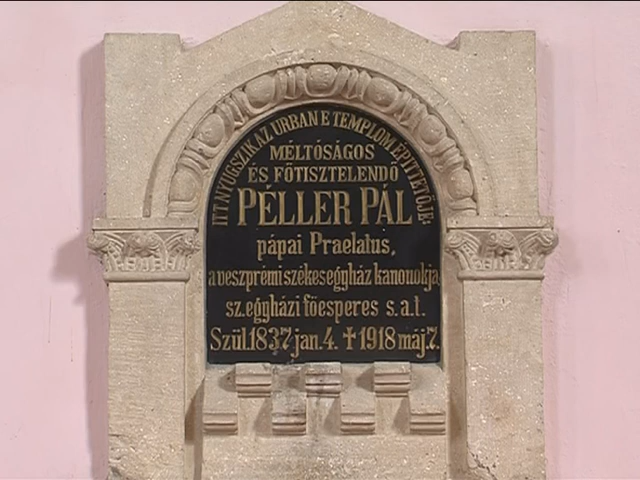 ITT NYUGSZIK AZ URBAN E TEMPLOM ÉPÍTTETŐJE:
MÉLTÓSÁGOS
ÉS FŐTISZTELENDŐ
PÉLLER PÁL
pápai Praelatus,
a veszprémi székesegyház kanonokja
sz. egyházi főesperes s. a. t.
Szül. 1837 jan. 4. ✝ 1918 máj. 7.